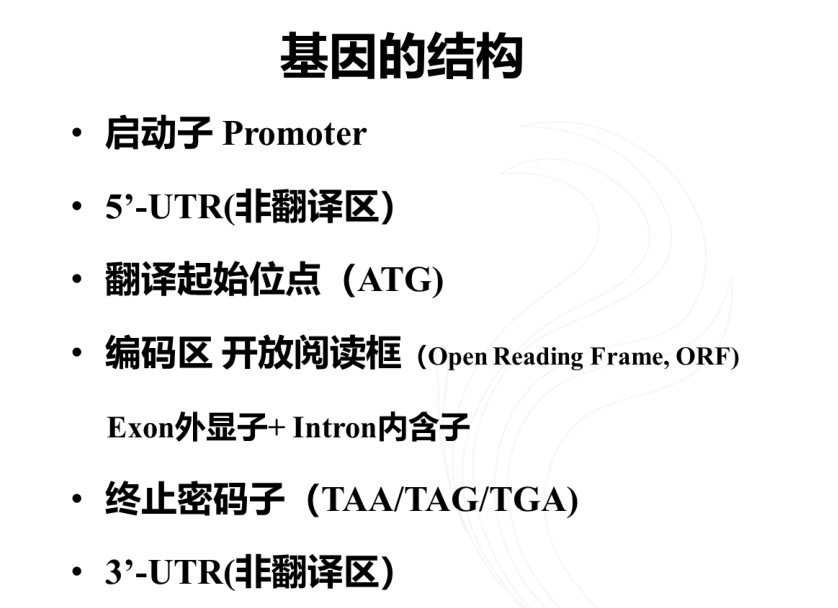 基因的结构
• 启动子 Promoter
• 5’-UTR(非翻译区）
• 翻译起始位点（ATG)
• 编码区 开放阅读框（Open Reading Frame, ORF)
Exon外显子+ Intron内含子
• 终止密码子（TAA/TAG/TGA)
• 3’-UTR(非翻译区）